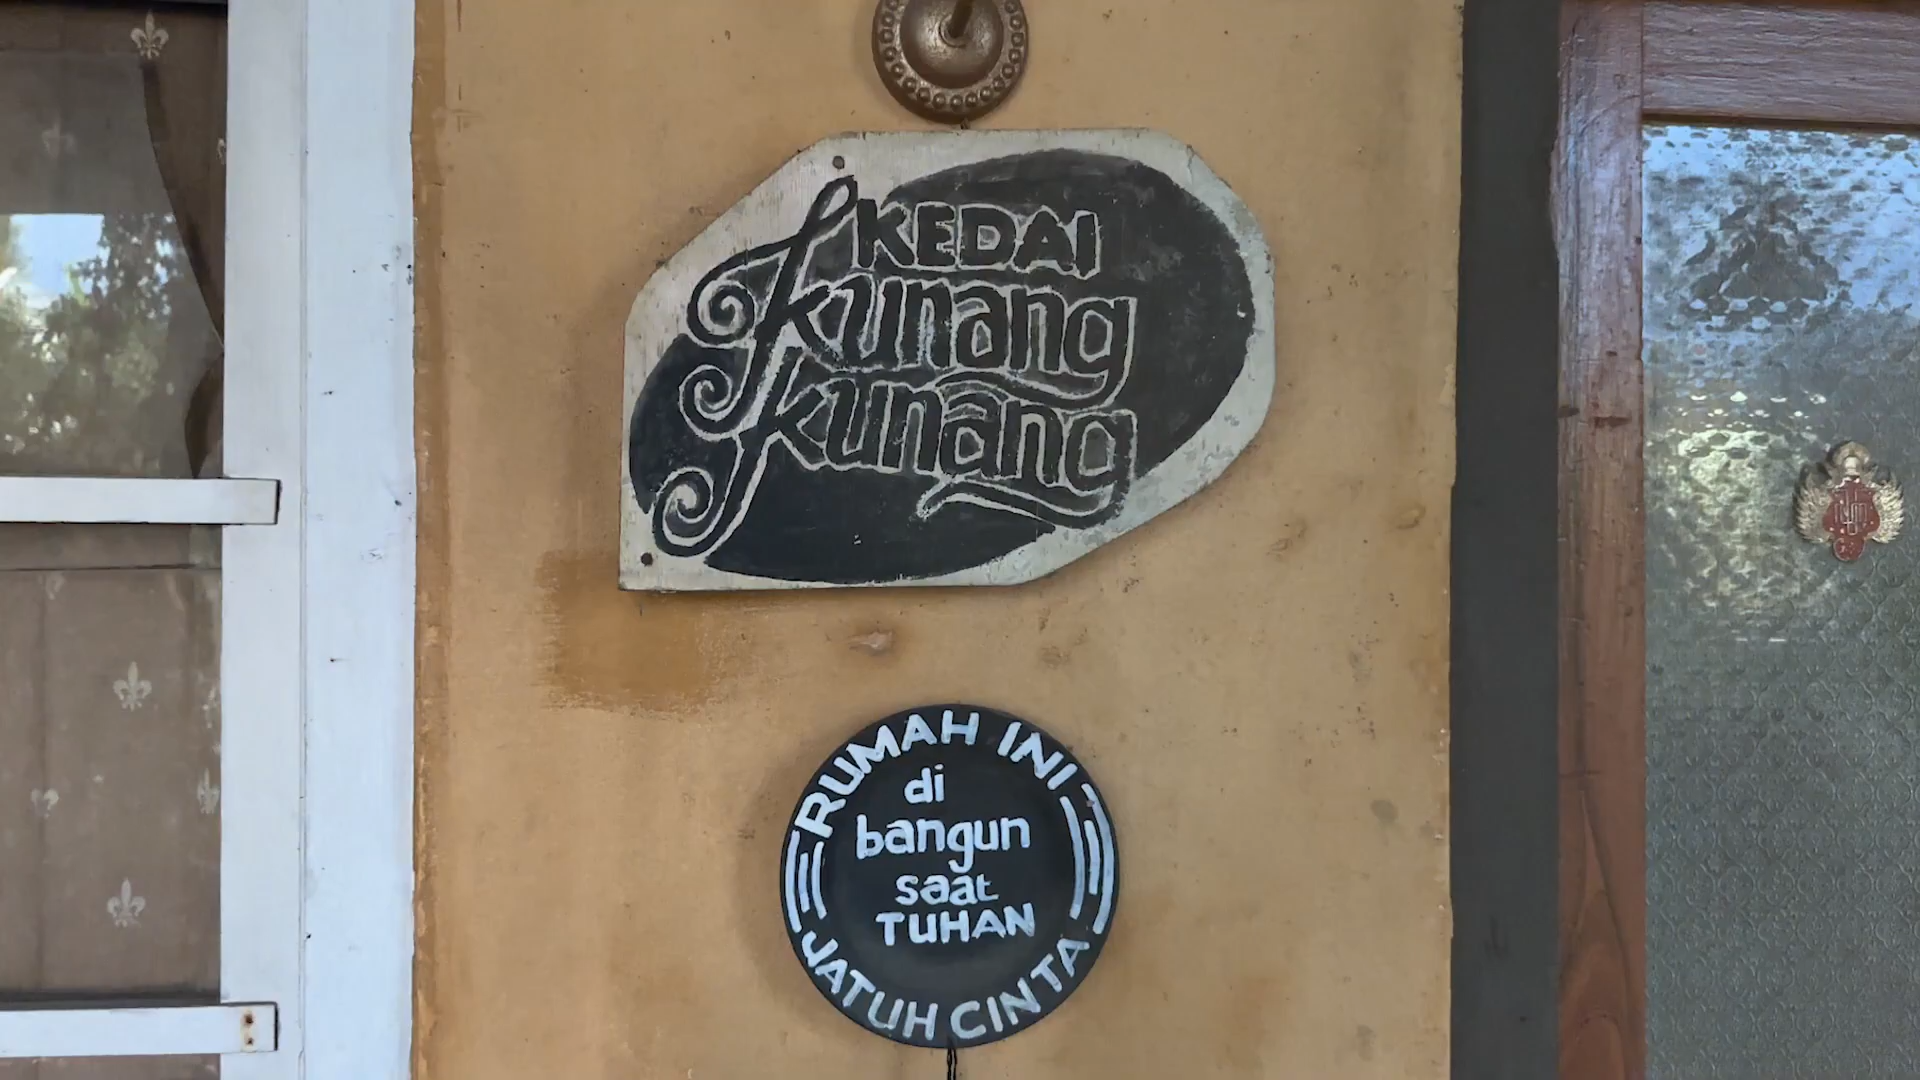 KEDAI
kunang
kunang
RUMAH INI
di
bangun
saat
TUHAN
JATUH CINTA